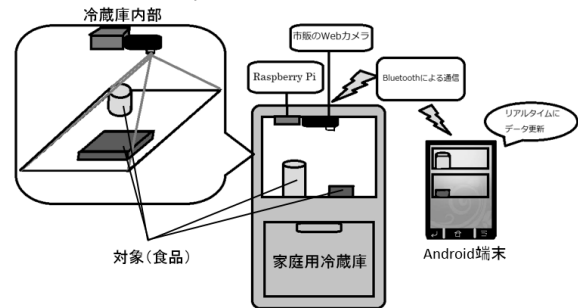 冷蔵庫内部
市販のWebカメラ
Raspberry Pi
Bluetoothによる通信
リアルタイムに
データ更新
対象(食品)
家庭用冷蔵庫
Android端末